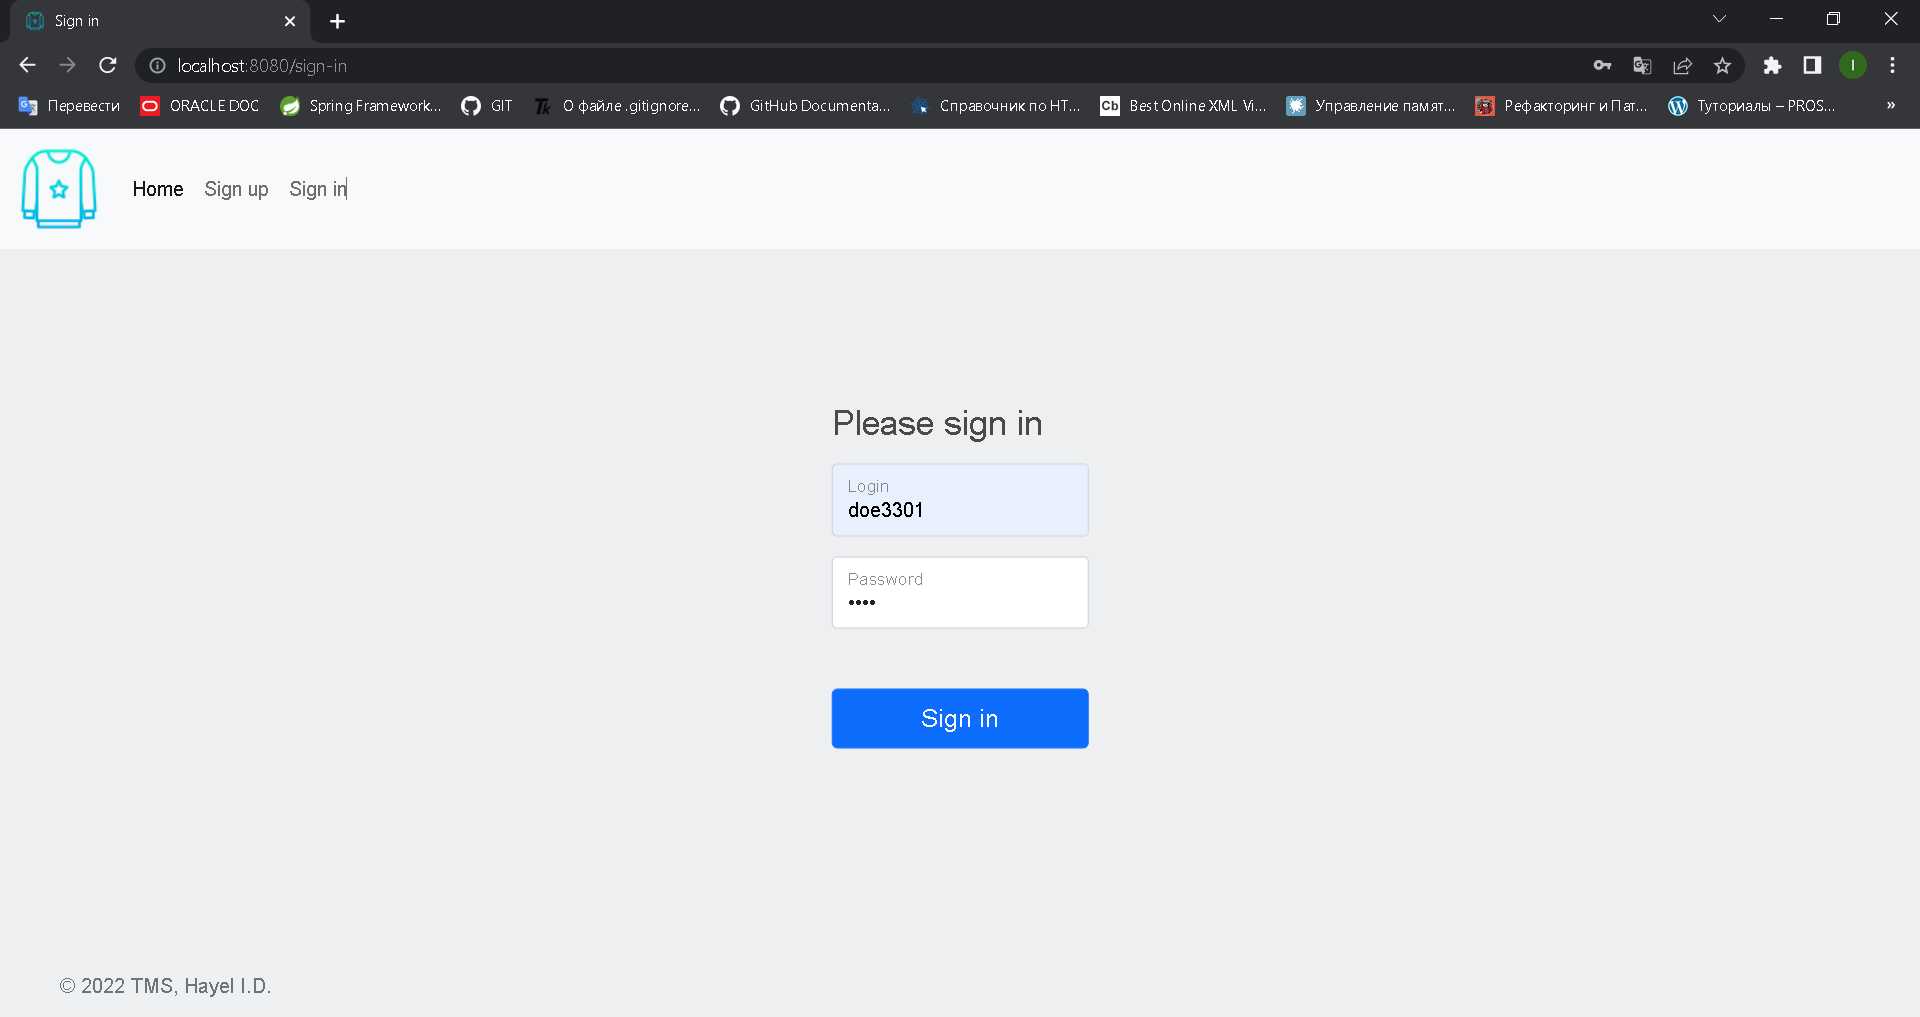 Sign in
localhost:8080/sign-in
I
Перевести ORACLE DOC Spring Framework... GIT Tk О файле .gitignore... GitHub Documenta... Справочник по HT... Cb Best Online XML Vi... Управление памят... Рефакторинг и Пат... Туториалы – PROS... »
Home Sign up Sign in
Please sign in
Login
doe3301
Password
••••
Sign in
© 2022 TMS, Hayel I.D.